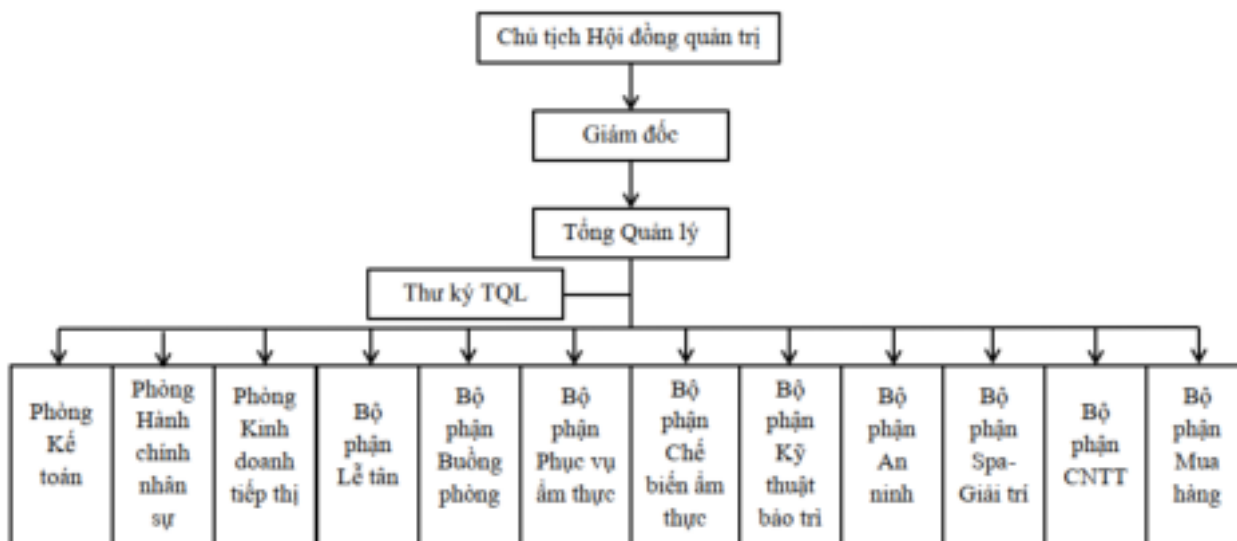 Chủ tịch Hội đồng quản trị
Giám đốc
Tổng Quản lý
Thư ký TQL
Phòng
Kế
toán
Phòng
Hành
chính
nhân
sự
Phòng
Kinh
doanh
tiếp thị
Bộ
phận
Lễ tân
Bộ
phận
Buồng
phòng
Bộ
phận
Phục vụ
ẩm thực
Bộ
phận
Chế
biến ẩm
thực
Bộ
phận
Kỹ
thuật
bảo trì
Bộ
phận
An
ninh
Bộ
phận
Spa-
Giải trí
Bộ
phận
CNTT
Bộ
phận
Mua
hàng